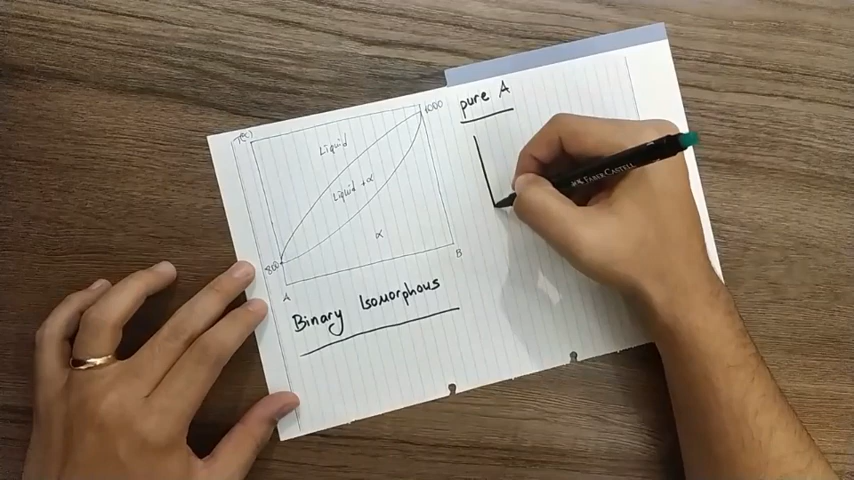 T(°C)
1000
Liquid
Liquid + α
α
800
A
B
Binary Isomorphous
pure A
FABER CASTELL